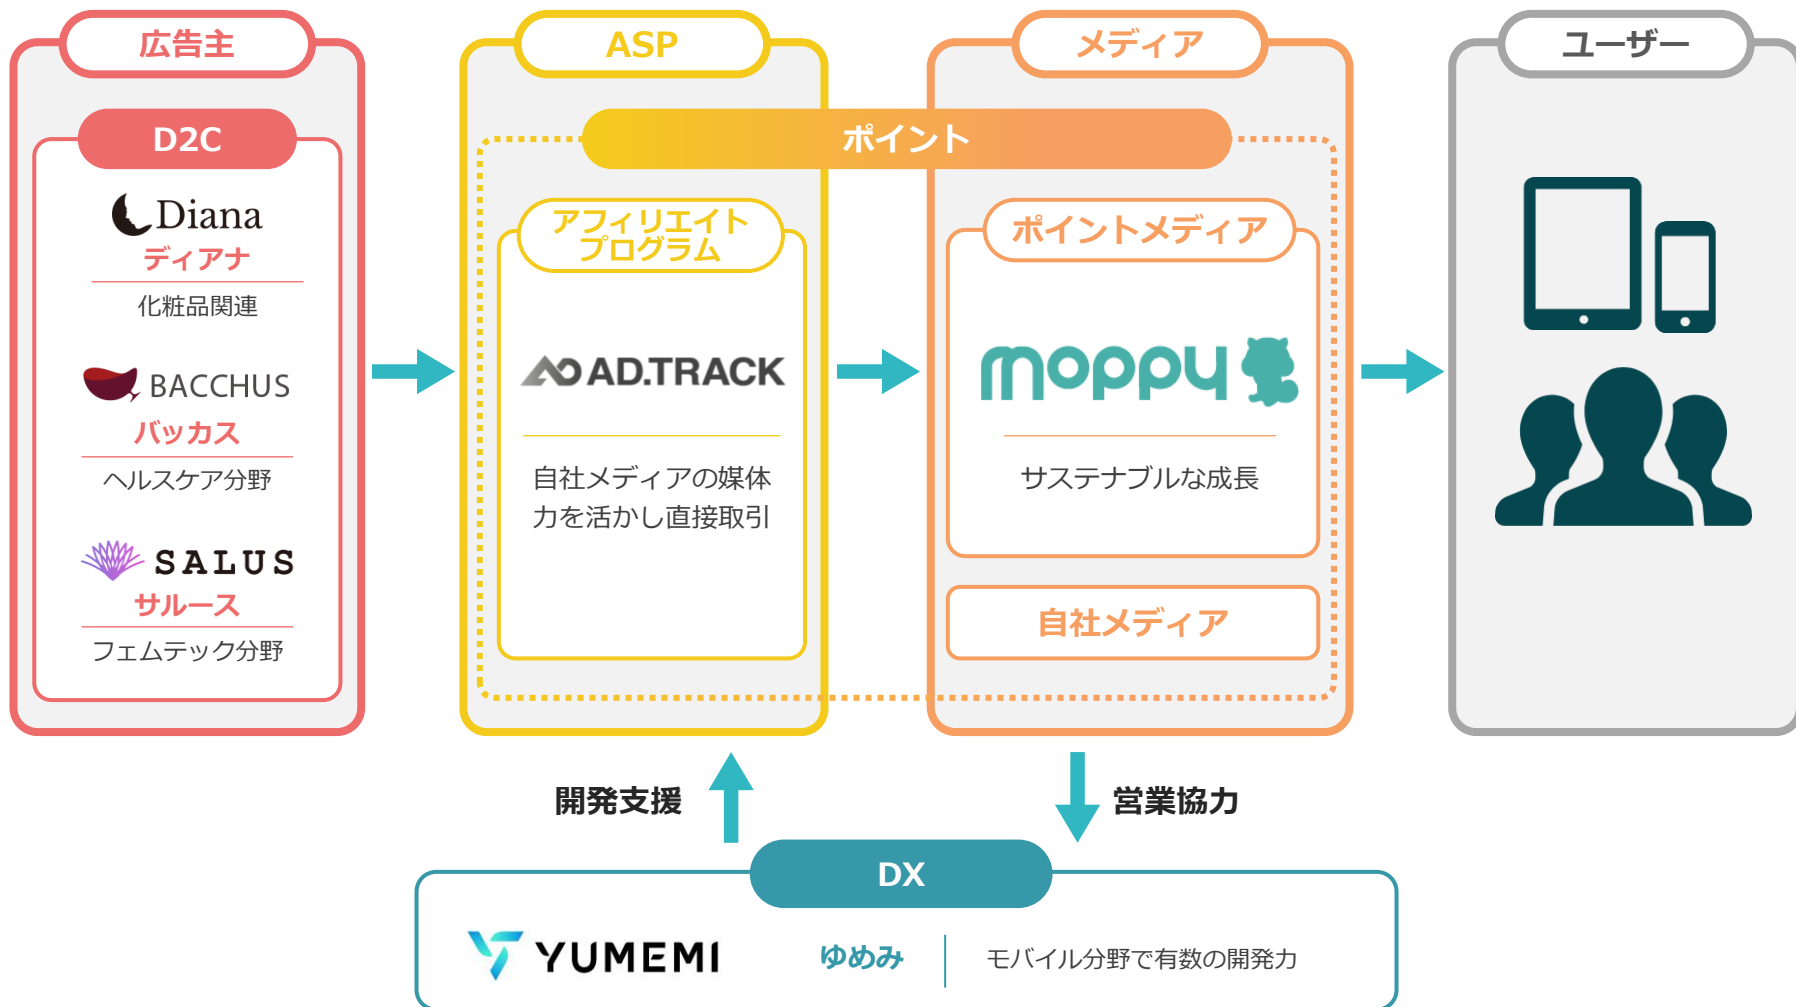 広告主
D2C
Diana
ディアナ
化粧品関連
BACCHUS
バッカス
ヘルスケア分野
SALUS
サルース
フェムテック分野
ASP
メディア
ポイント
アフィリエイト
プログラム
AD.TRACK
自社メディアの媒体
力を活かし直接取引
ポイントメディア
moppy
サステナブルな成長
自社メディア
ユーザー
開発支援
営業協力
DX
YUMEMI
ゆめみ
モバイル分野で有数の開発力